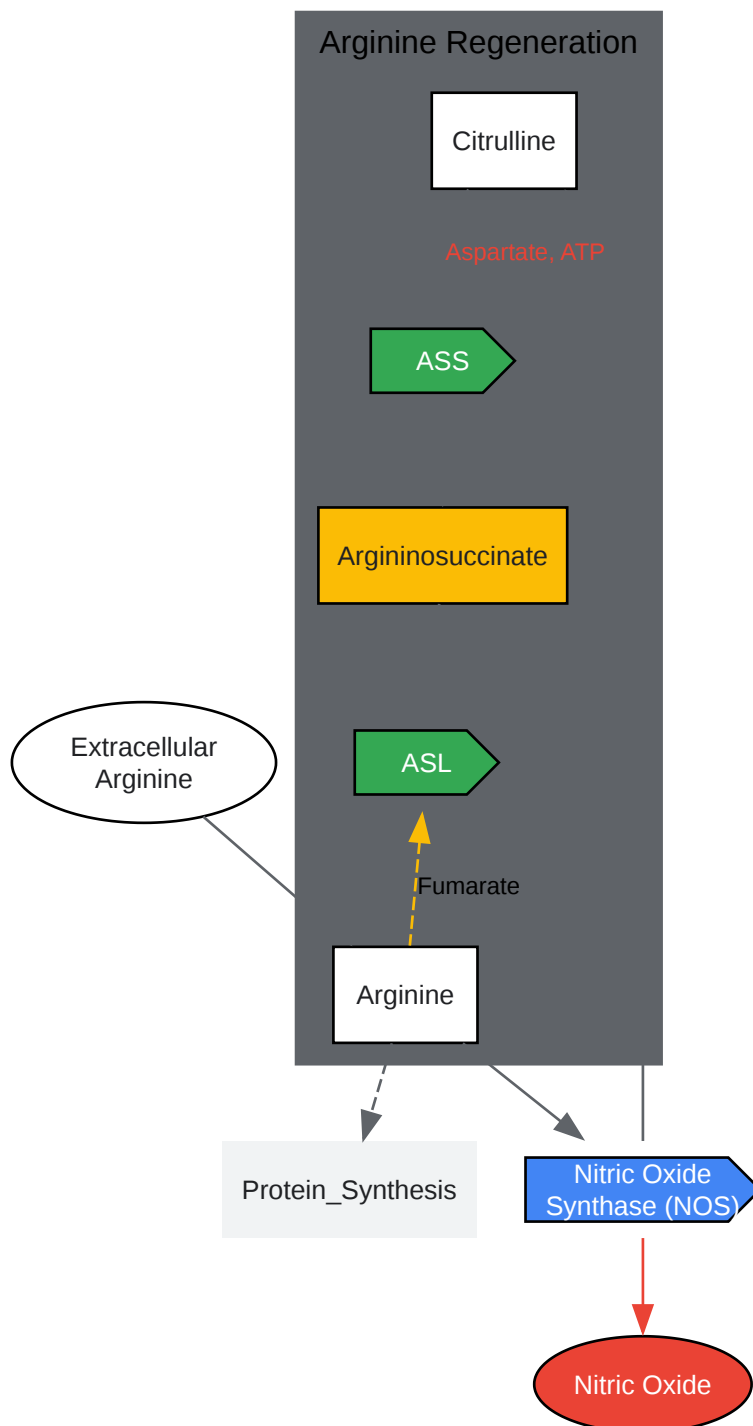 Arginine Regeneration
Citrulline
Aspartate, ATP
ASS
Argininosuccinate
Extracellular
Arginine
ASL
Fumarate
Arginine
Protein_Synthesis
Nitric Oxide
Synthase (NOS)
Nitric Oxide